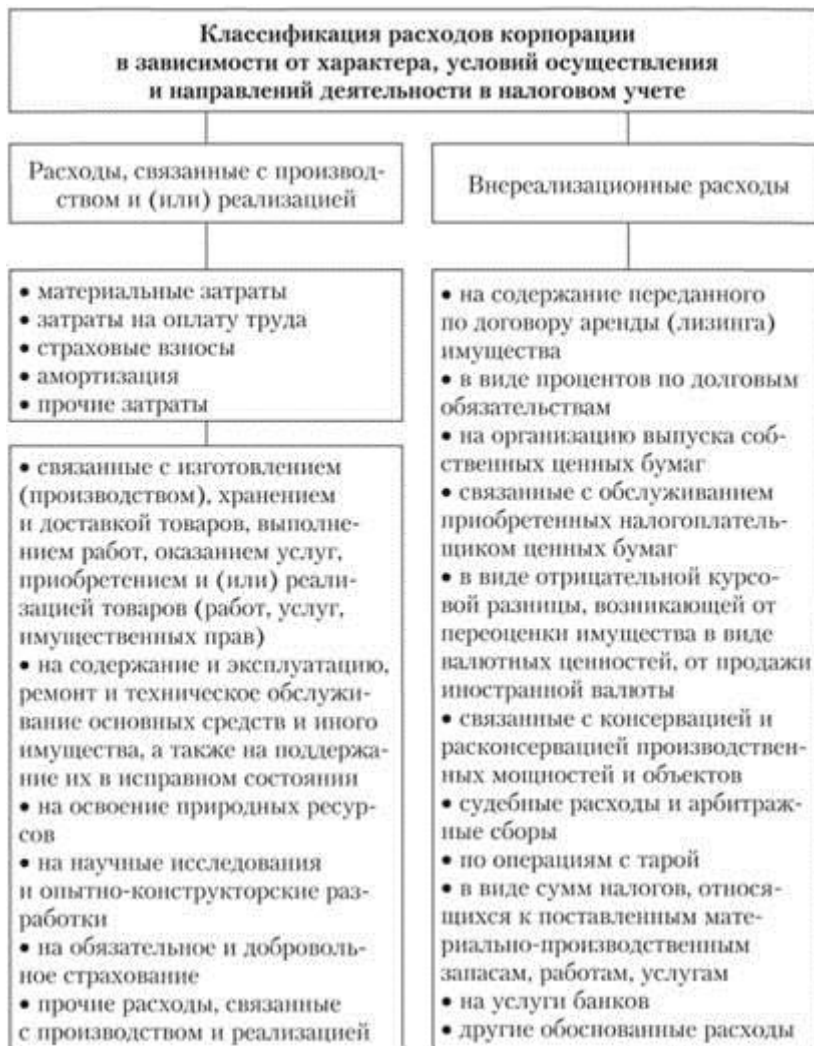 Классификация расходов корпорации
в зависимости от характера, условий осуществления
и направлений деятельности в налоговом учете
Расходы, связанные с производ-
ством и (или) реализацией
• материальные затраты
• затраты на оплату труда
• страховые взносы
• амортизация
• прочие затраты
• связанные с изготовлением
(производством), хранением
и доставкой товаров, выполне-
нием работ, оказанием услуг,
приобретением и (или) реали-
зацией товаров (работ, услуг,
имущественных прав)
• на содержание и эксплуатацию,
ремонт и техническое обслужи-
вание основных средств и иного
имущества, а также на поддержа-
ние их в исправном состоянии
• на освоение природных ресур-
сов
• на научные исследования
и опытно-конструкторские раз-
работки
• на обязательное и доброволь-
ное страхование
• прочие расходы, связанные
с производством и реализацией
Внереализационные расходы
• на содержание переданного
по договору аренды (лизинга)
имущества
• в виде процентов по долговым
обязательствам
• на организацию выпуска соб-
ственных ценных бумаг
• связанные с обслуживанием
приобретенных налогоплатель-
щиком ценных бумаг
• в виде отрицательной курсо-
вой разницы, возникающей от
переоценки имущества в виде
валютных ценностей, от продажи
иностранной валюты
• связанные с консервацией и
расконсервацией производствен-
ных мощностей и объектов
• судебные расходы и арбитраж-
ные сборы
• по операциям с тарой
• в виде сумм налогов, относя-
щихся к поставленным мате-
риально-производственным
запасам, работам, услугам
• на услуги банков
• другие обоснованные расходы